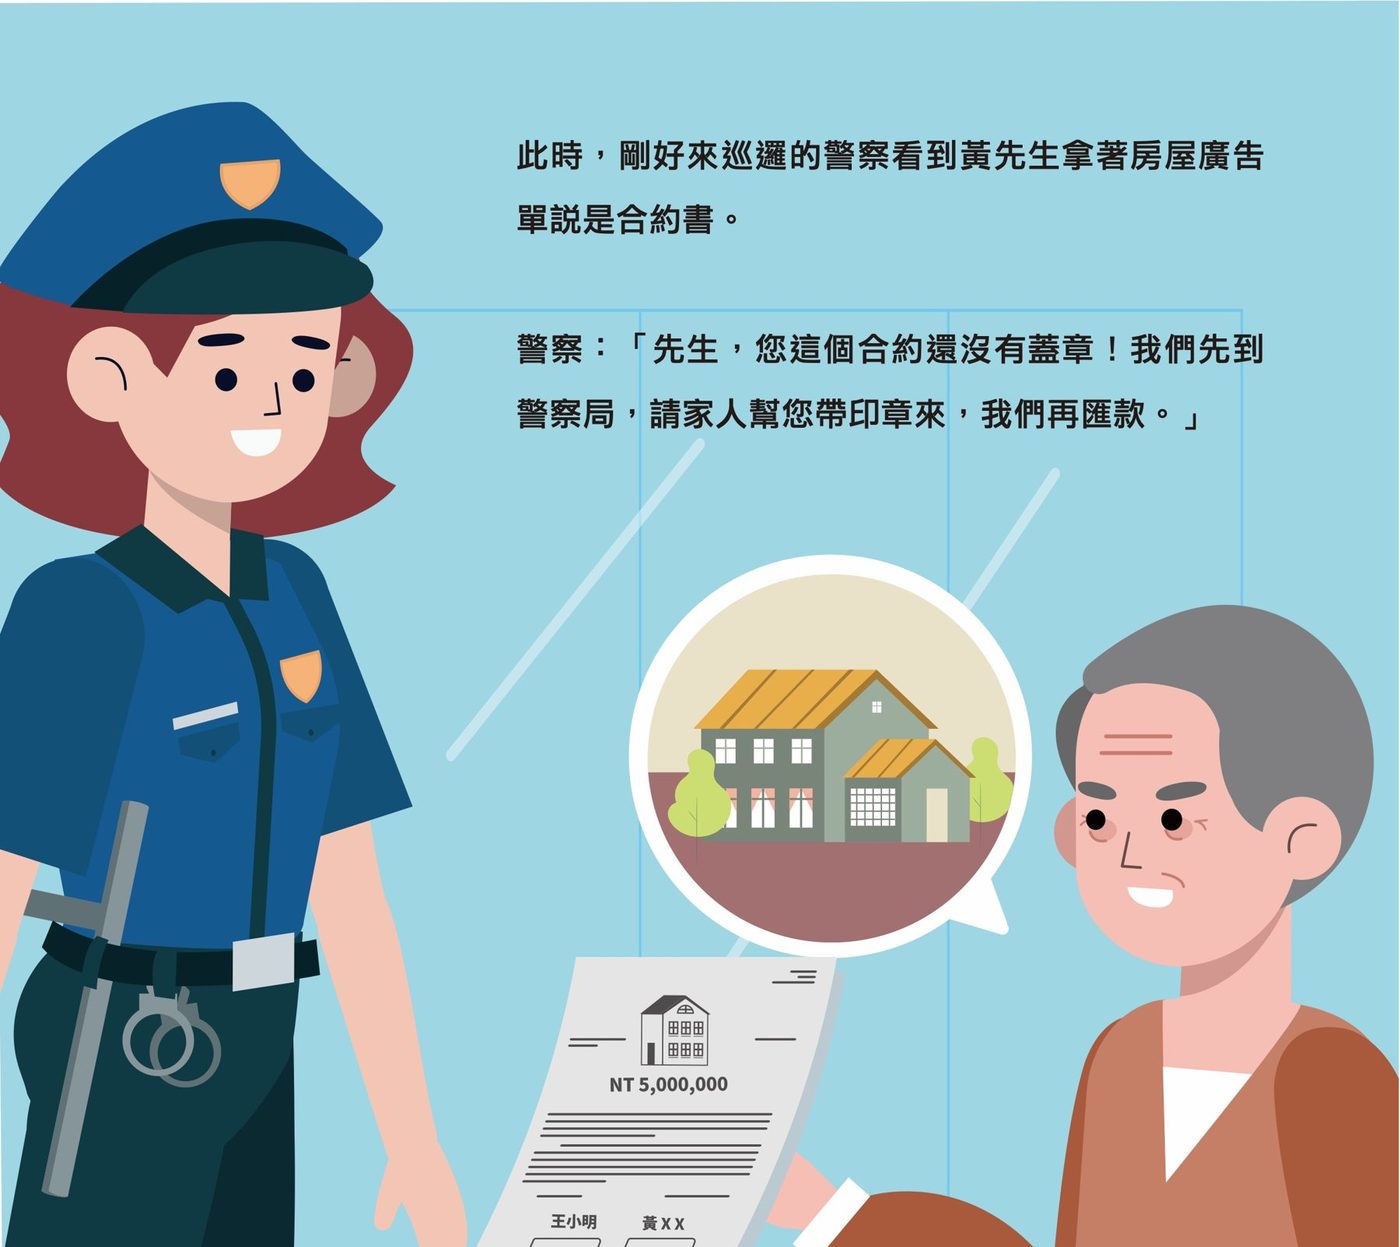 此時，剛好來巡邏的警察看到黃先生拿著房屋廣告
單説是合約書。
警察：「先生，您這個合約還沒有蓋章！我們先到
警察局，請家人幫您帶印章來，我們再匯款。」
NT 5,000,000
王小明 黃XX